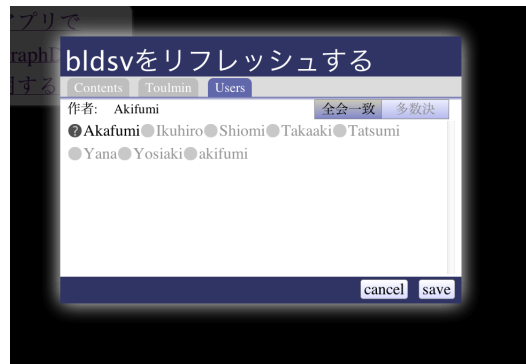 アプリで
raphD
する
bldsvをリフレッシュする
Contents Toulmin Users
作者: Akifumi 全会一致 多数決
?Akafumi Ikuhiro Shiomi Takaaki Tatsumi
Yana Yosiaki akifumi
cancel save